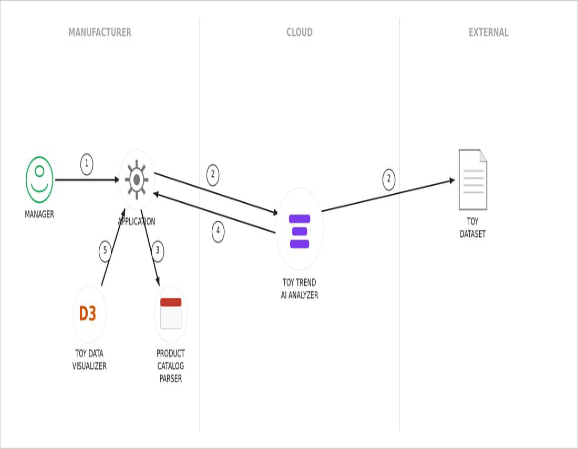 MANUFACTURER
CLOUD
EXTERNAL
1
2
2
4
5
3
MANAGER
APPLICATION
TOY
DATASET
TOY TREND
AI ANALYZER
D3
TOY DATA
VISUALIZER
PRODUCT
CATALOG
PARSER